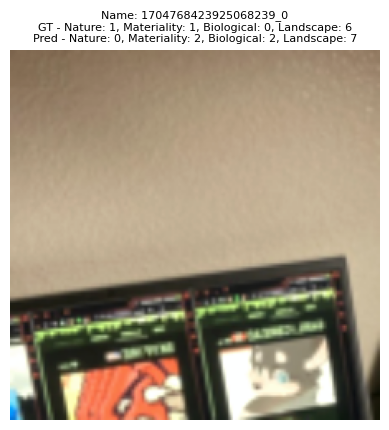 Name: 1704768423925068239_0
GT - Nature: 1, Materiality: 1, Biological: 0, Landscape: 6
Pred - Nature: 0, Materiality: 2, Biological: 2, Landscape: 7